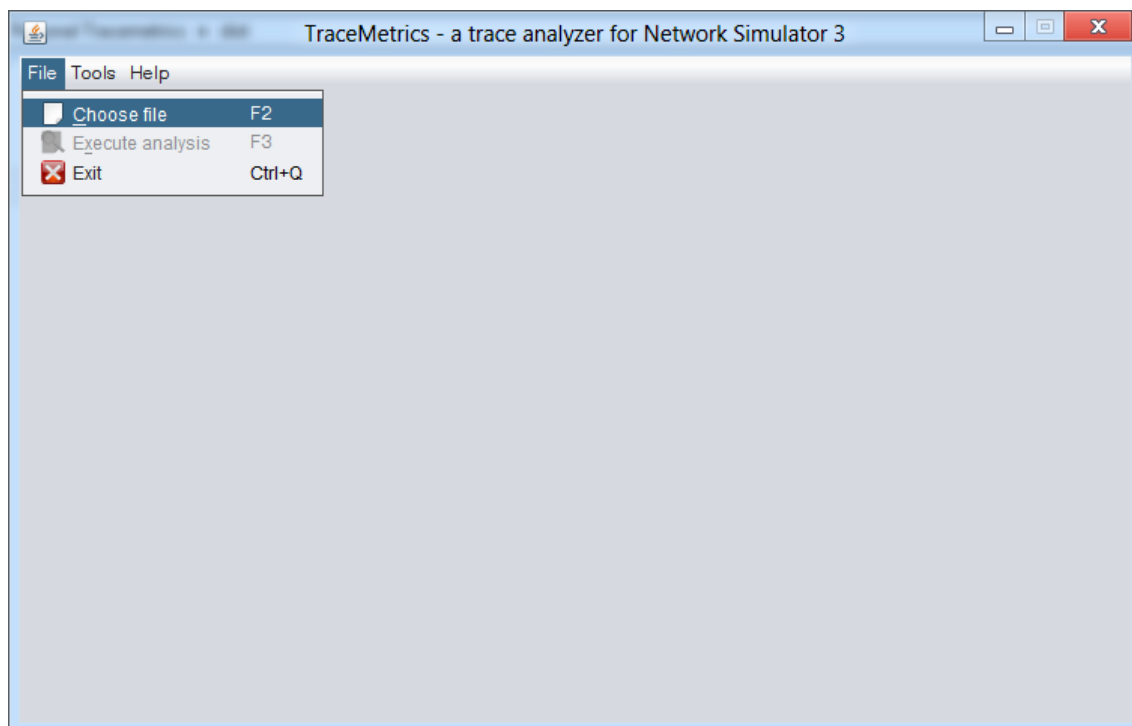 TraceMetrics - a trace analyzer for Network Simulator 3
File Tools Help
Choose file F2
Execute analysis F3
Exit Ctrl+Q